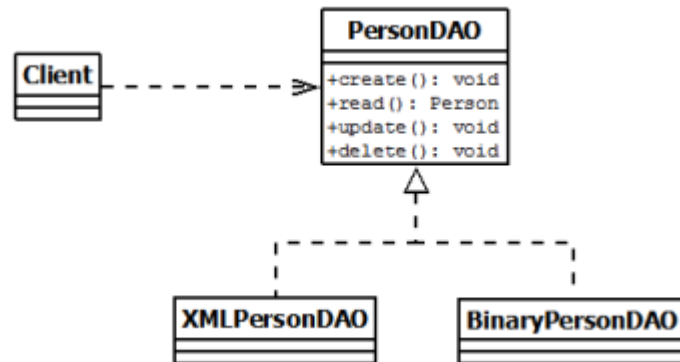 PersonDAO
Client
+create(): void
+read(): Person
+update(): void
+delete(): void
XMLPersonDAO
BinaryPersonDAO